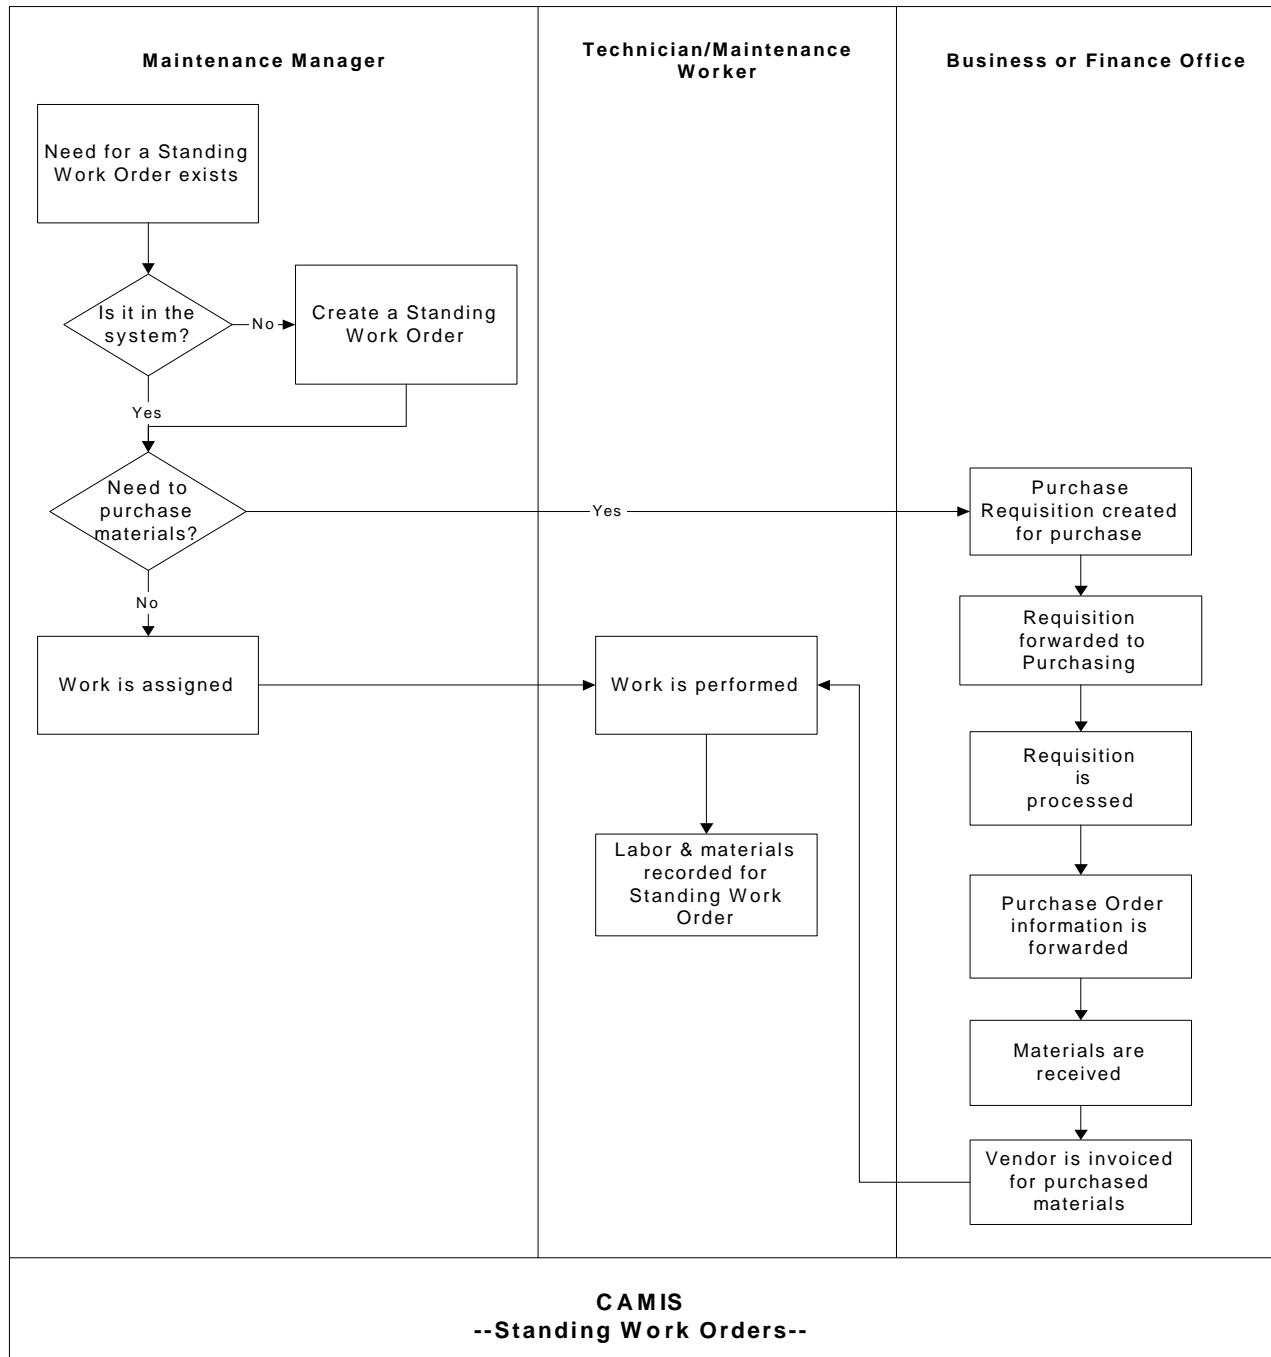 Maintenance Manager
Technician/Maintenance
Worker
Business or Finance Office
Need for a Standing
Work Order exists
Is it in the
system?
No
Create a Standing
Work Order
Yes
Need to
purchase
materials?
Yes
Purchase
Requisition created
for purchase
No
Requisition
forwarded to
Purchasing
Work is assigned
Work is performed
Requisition
is
processed
Labor & materials
recorded for
Standing Work
Order
Purchase Order
information is
forwarded
Materials are
received
Vendor is invoiced
for purchased
materials
CAMIS
--Standing Work Orders--